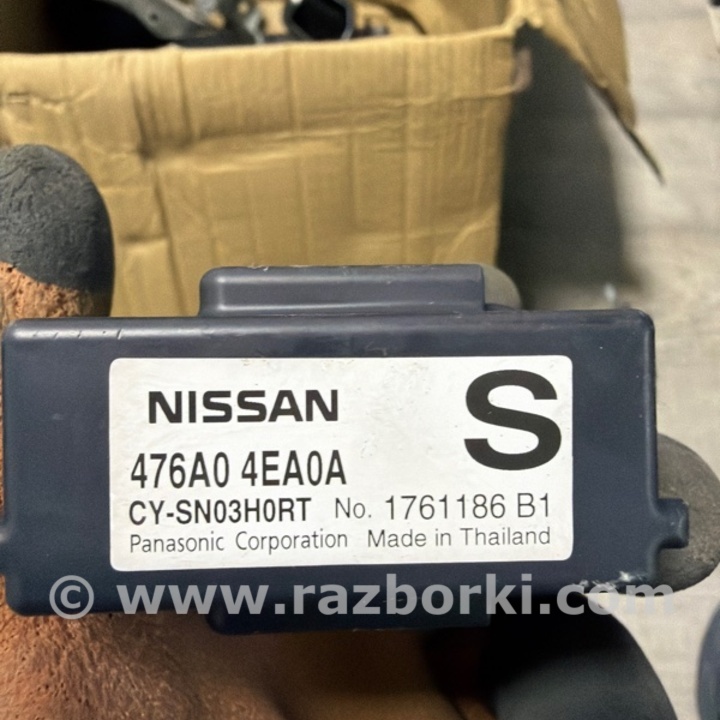 NISSAN
S
476A0 4EA0A
CY-SN03H0RT No. 1761186 B1
Panasonic Corporation Made in Thailand
© www.razborki.com